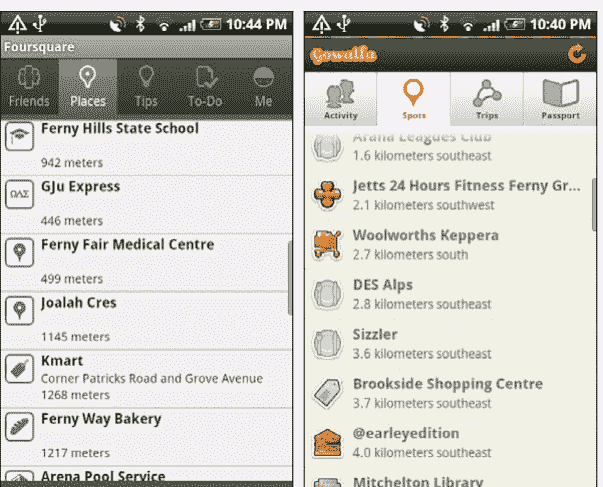 10:44 PM
Foursquare
Friends
Places
Tips
To-Do
Me
Ferny Hills State School
942 meters
GJu Express
ΩΛΣ
446 meters
Ferny Fair Medical Centre
499 meters
Joalah Cres
1145 meters
Kmart
Corner Patricks Road and Grove Avenue
1268 meters
Ferny Way Bakery
1217 meters
Arena Pool Service
10:40 PM
Gowalla
Activity
Spots
Trips
Passport
Arana Leagues Club
1.6 kilometers southeast
Jetts 24 Hours Fitness Ferny Gr...
2.1 kilometers southwest
Woolworths Keppera
2.7 kilometers south
DES Alps
2.8 kilometers southeast
Sizzler
3.6 kilometers southeast
Brookside Shopping Centre
3.7 kilometers southeast
@earleyedition
4.0 kilometers southeast
Mitchelton Library